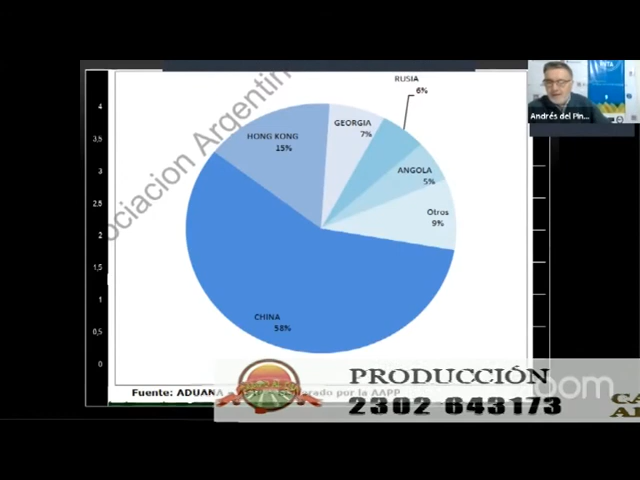 RUSIA
6%
GEORGIA
7%
HONG KONG
15%
ANGOLA
5%
Otros
9%
CHINA
58%
ociacion Argentin
4
3,5
3
2,5
2
1,5
1
0,5
0
Andrés del Pin...
Fuente: ADUANA
por la AAPP
PRODUCCIÓN
2302 643173
oom